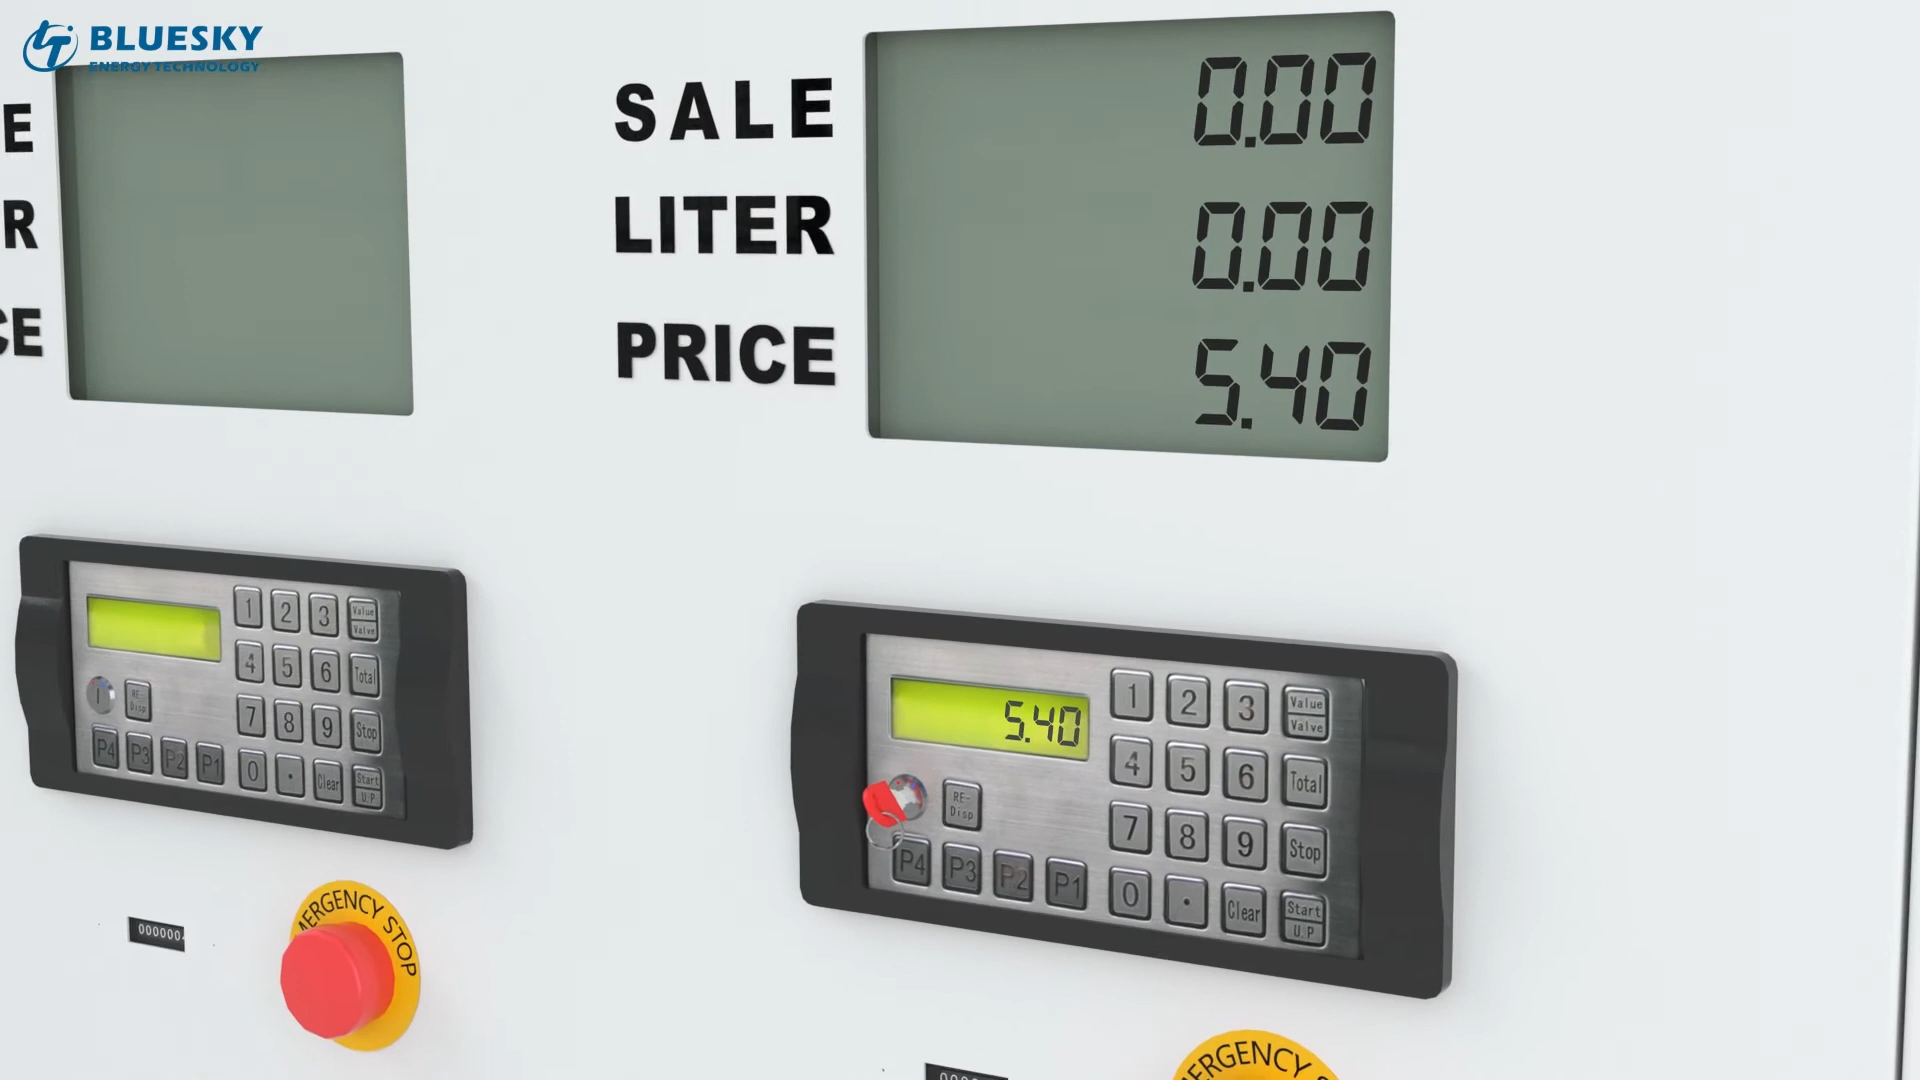 BLUESKY
ENERGY TECHNOLOGY
E
R
CE
SALE 0.00
LITER 0.00
PRICE 5.40
1 2 3 Value Valve
4 5 6 Total
RE-Disp
7 8 9 Stop
P4 P3 P2 P1 0 . Clear Start U.P
000000
MERGENCY STOP
5.40
1 2 3 Value Valve
4 5 6 Total
RE-Disp
7 8 9 Stop
P4 P3 P2 P1 0 . Clear Start U.P
ERGENCY